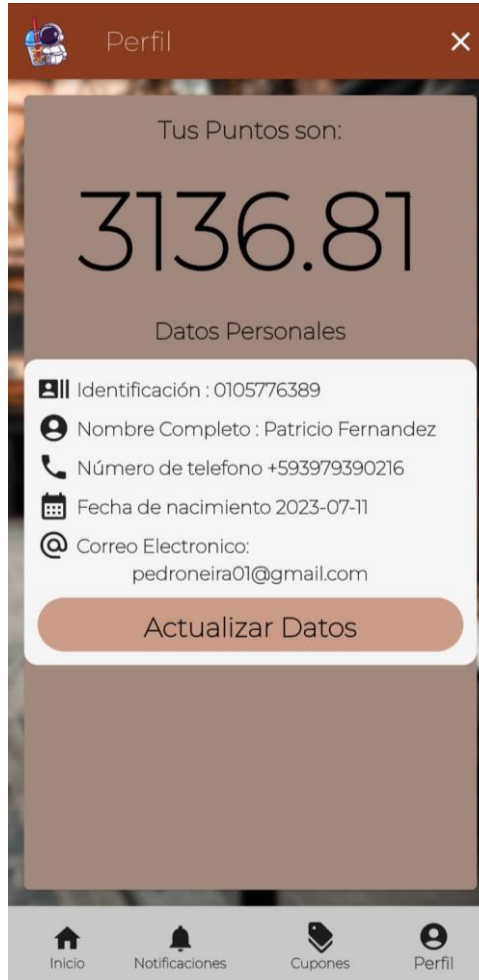 Perfil
Tus Puntos son:
3136.81
Datos Personales
Identificación : 0105776389
Nombre Completo : Patricio Fernandez
Número de telefono +593979390216
Fecha de nacimiento 2023-07-11
Correo Electronico:
pedroneira01@gmail.com
Actualizar Datos
Inicio
Notificaciones
Cupones
Perfil